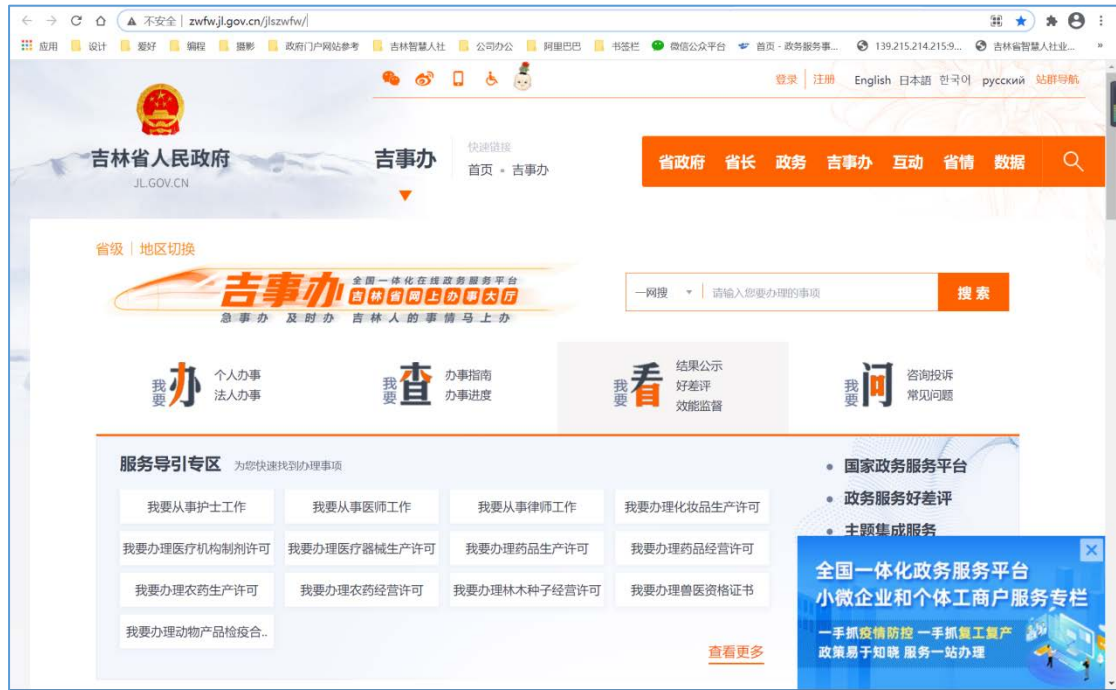 不安全 | zwfw.jl.gov.cn/jlszwfw/
应用 设计 爱好 编程 摄影 政府门户网站参考 吉林智慧人社 公司办公 阿里巴巴 书签栏 微信公众平台 首页 - 政务服务事... 139.215.214.215:9... 吉林省智慧人社业... »
登录 | 注册 English 日本語 한국어 русский 站群导航
吉林省人民政府
JL.GOV.CN
吉事办
快速链接
首页 • 吉事办
省政府 省长 政务 吉事办 互动 省情 数据
省级 | 地区切换
吉事办
全国一体化在线政务服务平台
吉林省网上办事大厅
急事办 及时办 吉林人的事情马上办
一网搜 请输入您要办理的事项 搜索
我要办
个人办事
法人办事
我要查
办事指南
办事进度
我要看
结果公示
好差评
效能监督
我要问
咨询投诉
常见问题
服务导引专区 为您快速找到办理事项
我要从事护士工作 我要从事医师工作 我要从事律师工作 我要办理化妆品生产许可
我要办理医疗机构制剂许可 我要办理医疗器械生产许可 我要办理药品生产许可 我要办理药品经营许可
我要办理农药生产许可 我要办理农药经营许可 我要办理林木种子经营许可 我要办理兽医资格证书
我要办理动物产品检疫合..
查看更多
• 国家政务服务平台
• 政务服务好差评
• 主题集成服务
全国一体化政务服务平台
小微企业和个体工商户服务专栏
一手抓疫情防控 一手抓复工复产
政策易于知晓 服务一站办理